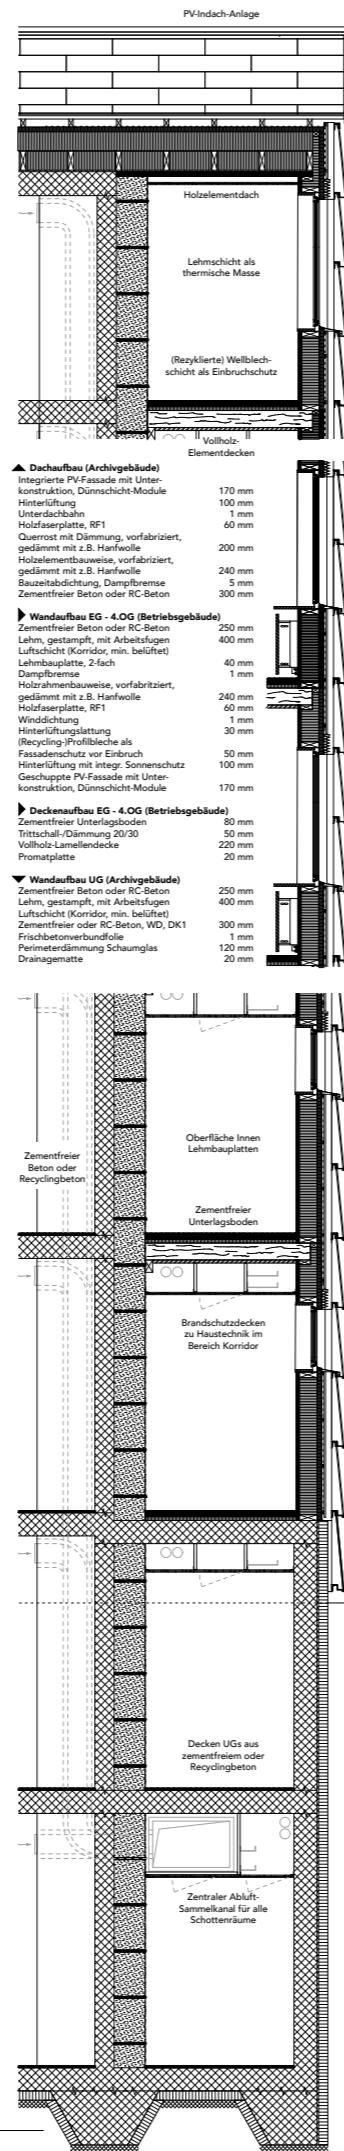 PV-Indach-Anlage
Holzelementdach
Lehmschicht als
thermische Masse
(Rezyklierte) Wellblech-
schicht als Einbruchschutz
Vollholz-
Elementdecken
Dachaufbau (Archivgebäude)
Integrierte PV-Fassade mit Unter-
konstruktion, Dünnschicht-Module 170 mm
Hinterlüftung 100 mm
Unterdachbahn 1 mm
Holzfaserplatte, RF1 60 mm
Querrost mit Dämmung, vorfabriziert,
gedämmt mit z.B. Hanfwolle 200 mm
Holzelementbauweise, vorfabriziert,
gedämmt mit z.B. Hanfwolle 240 mm
Bauzeitabdichtung, Dampfbremse 5 mm
Zementfreier Beton oder RC-Beton 300 mm
Wandaufbau EG - 4.OG (Betriebsgebäude)
Zementfreier Beton oder RC-Beton 250 mm
Lehm, gestampft, mit Arbeitsfugen 400 mm
Luftschicht (Korridor, min. belüftet)
Lehmbauplatte, 2-fach 40 mm
Dampfbremse 1 mm
Holzrahmenbauweise, vorfabritziert,
gedämmt mit z.B. Hanfwolle 240 mm
Holzfaserplatte, RF1 60 mm
Winddichtung 1 mm
Hinterlüftungslattung 30 mm
(Recycling-)Profilbleche als
Fassadenschutz vor Einbruch 50 mm
Hinterlüftung mit integr. Sonnenschutz 100 mm
Geschuppte PV-Fassade mit Unter-
konstruktion, Dünnschicht-Module 170 mm
Deckenaufbau EG - 4.OG (Betriebsgebäude)
Zementfreier Unterlagsboden 80 mm
Trittschall-/Dämmung 20/30 50 mm
Vollholz-Lamellendecke 220 mm
Promatplatte 20 mm
Wandaufbau UG (Archivgebäude)
Zementfreier Beton oder RC-Beton 250 mm
Lehm, gestampft, mit Arbeitsfugen 400 mm
Luftschicht (Korridor, min. belüftet)
Zementfreier oder RC-Beton, WD, DK1 300 mm
Frischbetonverbundfolie 1 mm
Perimeterdämmung Schaumglas 120 mm
Drainagematte 20 mm
Oberfläche Innen
Lehmbauplatten
Zementfreier
Beton oder
Recyclingbeton
Zementfreier
Unterlagsboden
Brandschutzdecken
zu Haustechnik im
Bereich Korridor
Decken UGs aus
zementfreiem oder
Recyclingbeton
Zentraler Abluft-
Sammelkanal für alle
Schottenräume